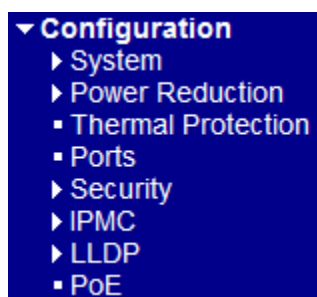 Configuration
System
Power Reduction
Thermal Protection
Ports
Security
IPMC
LLDP
PoE